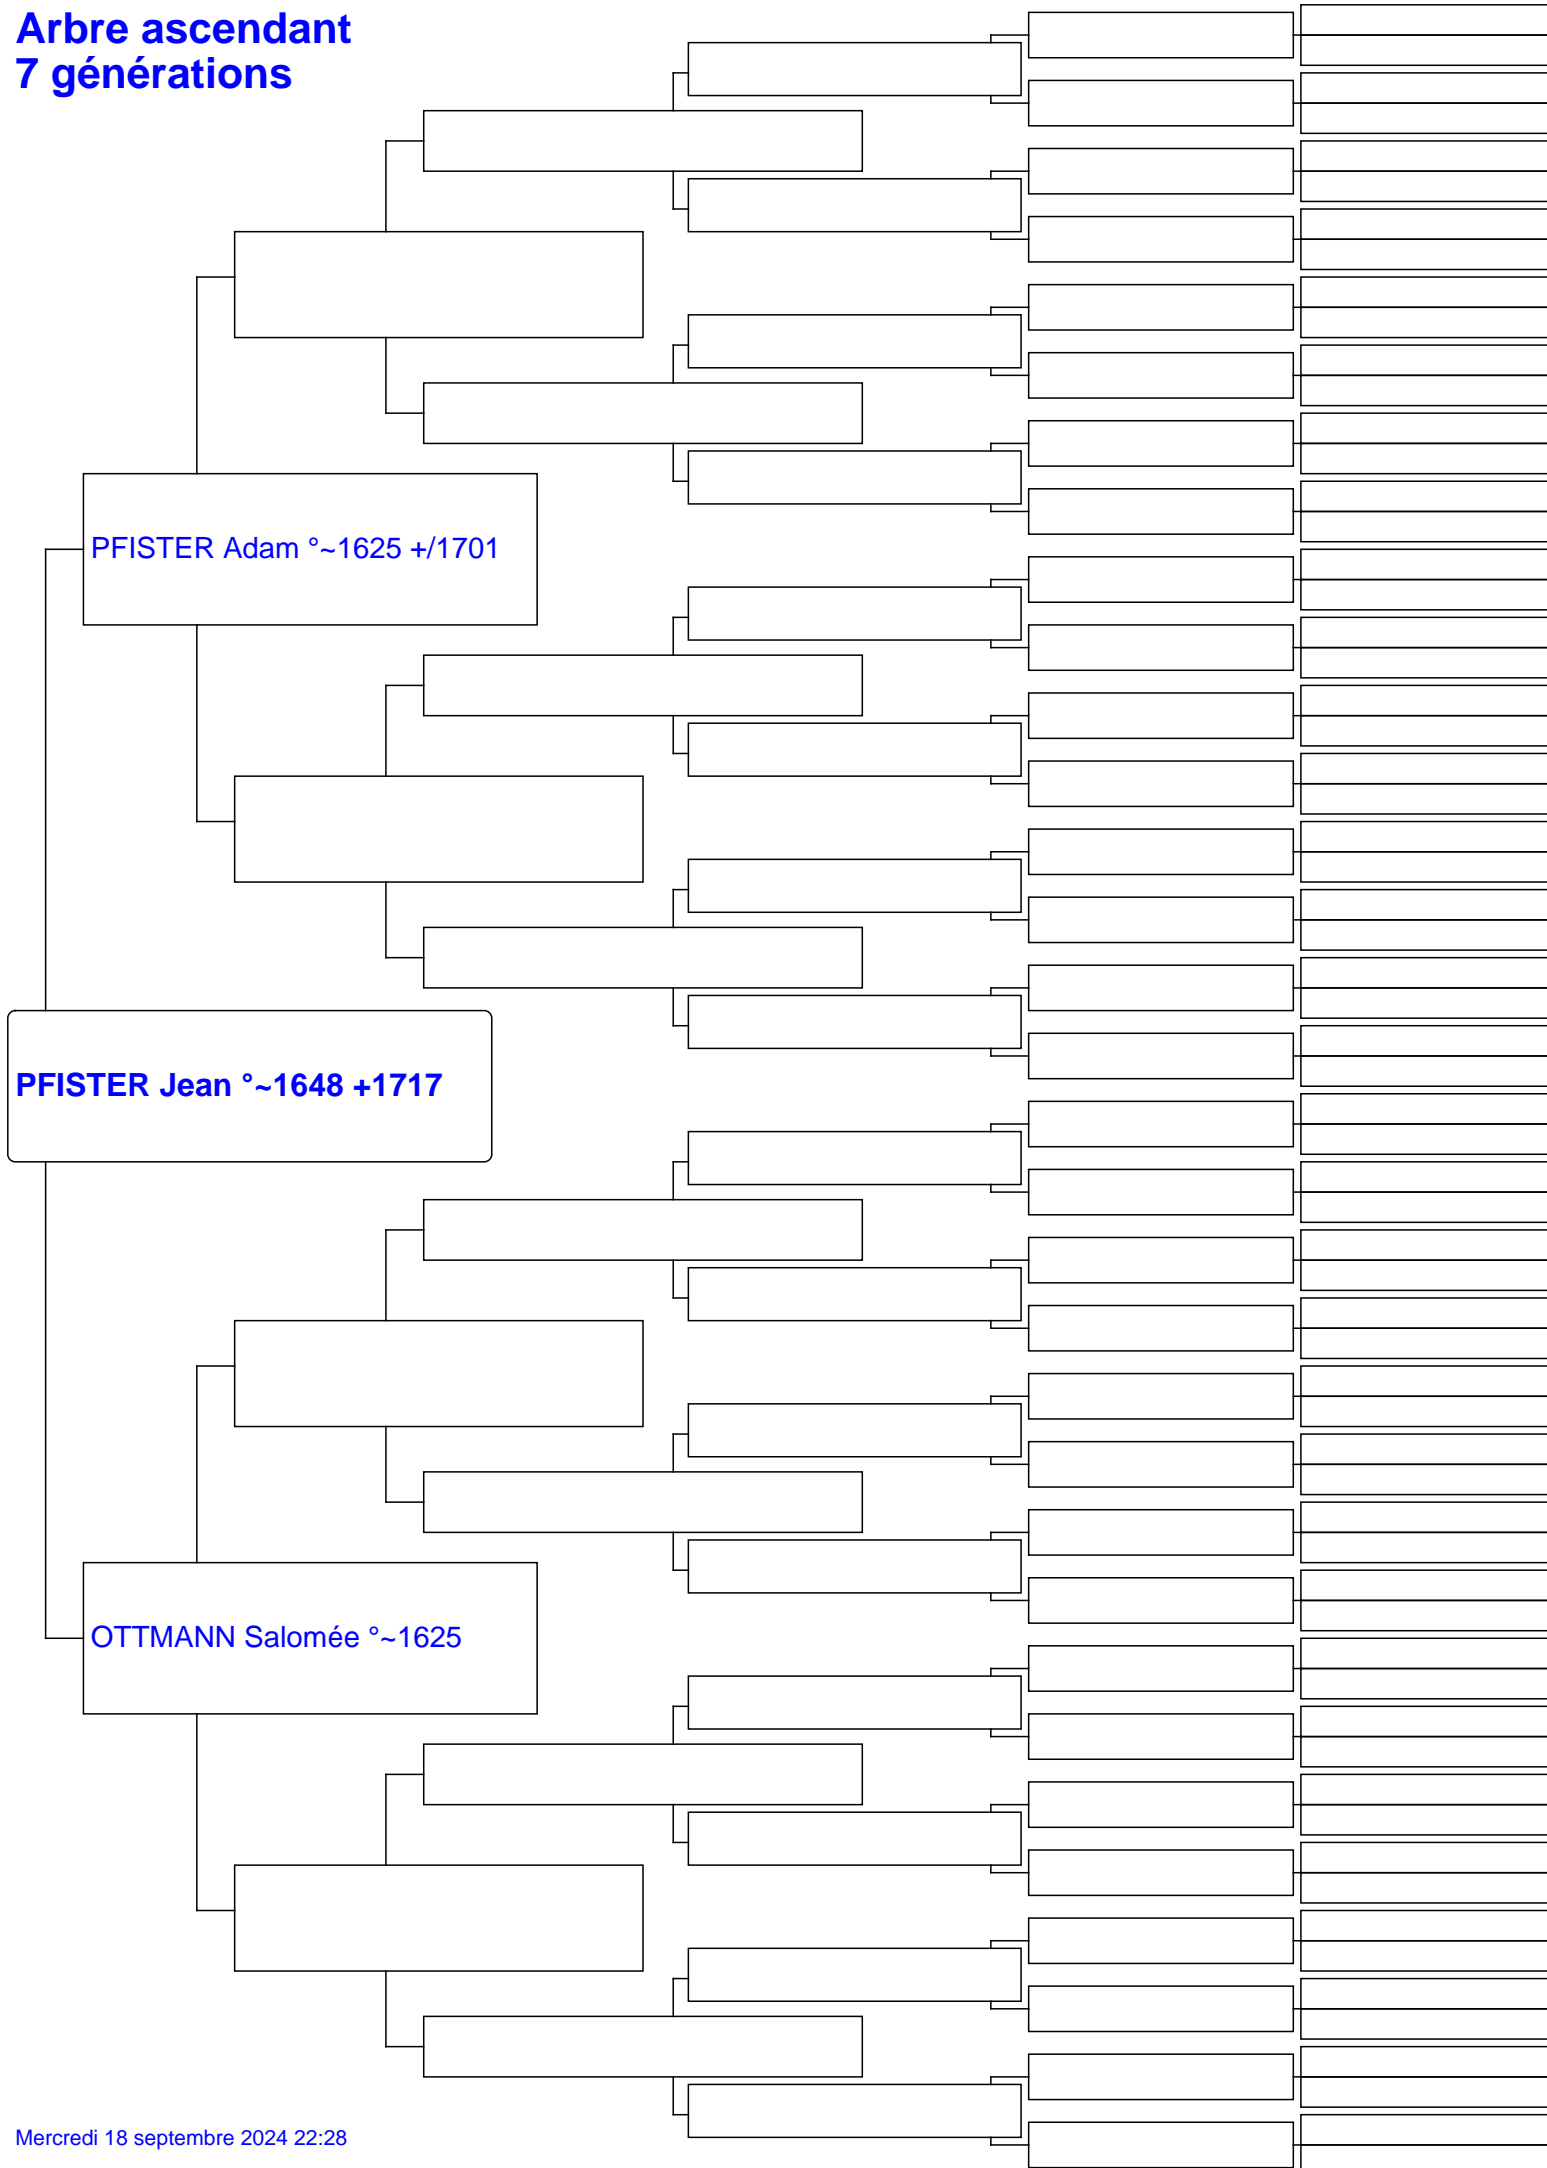 Arbre ascendant
7 générations
PFISTER Adam °~1625 +/1701
PFISTER Jean °~1648 +1717
OTTMANN Salomée °~1625
Mercredi 18 septembre 2024 22:28